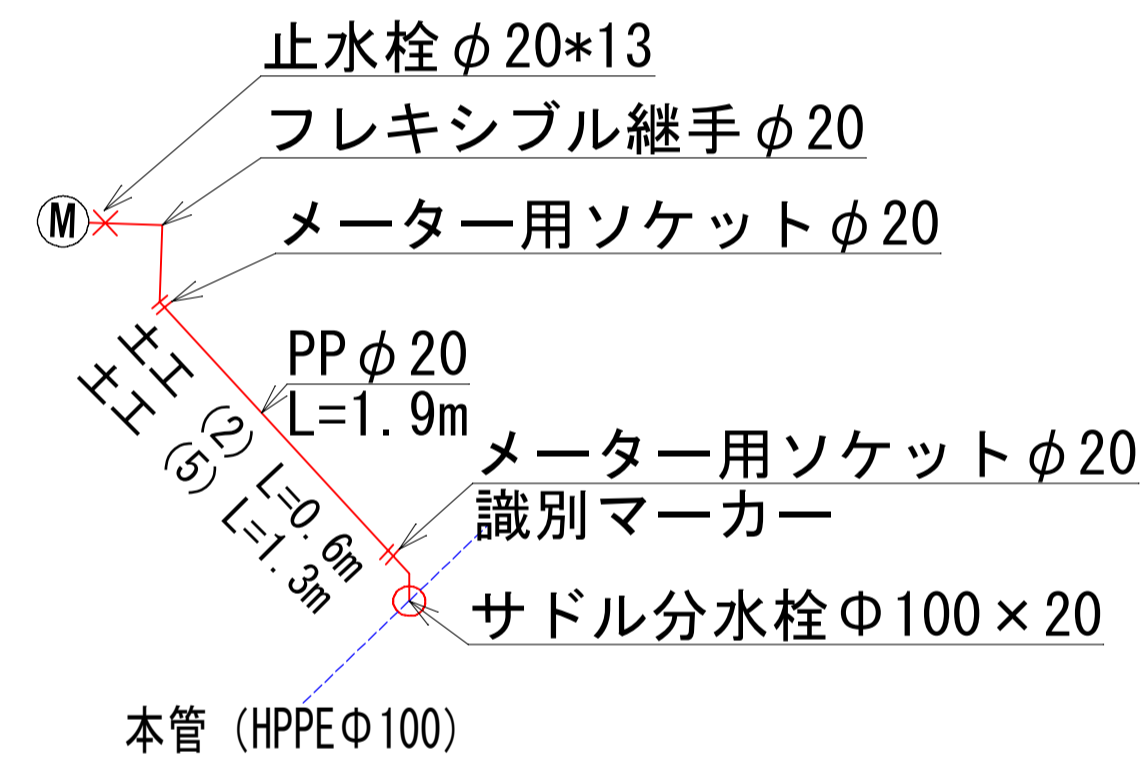 止水栓φ20*13
フレキシブル継手φ20
M
メーター用ソケットφ20
PPφ20
L=1.9m
土工 (2) L=0.6m
土工 (5) L=1.3m
メーター用ソケットφ20
識別マーカー
サドル分水栓Φ100×20
本管 (HPPEΦ100)